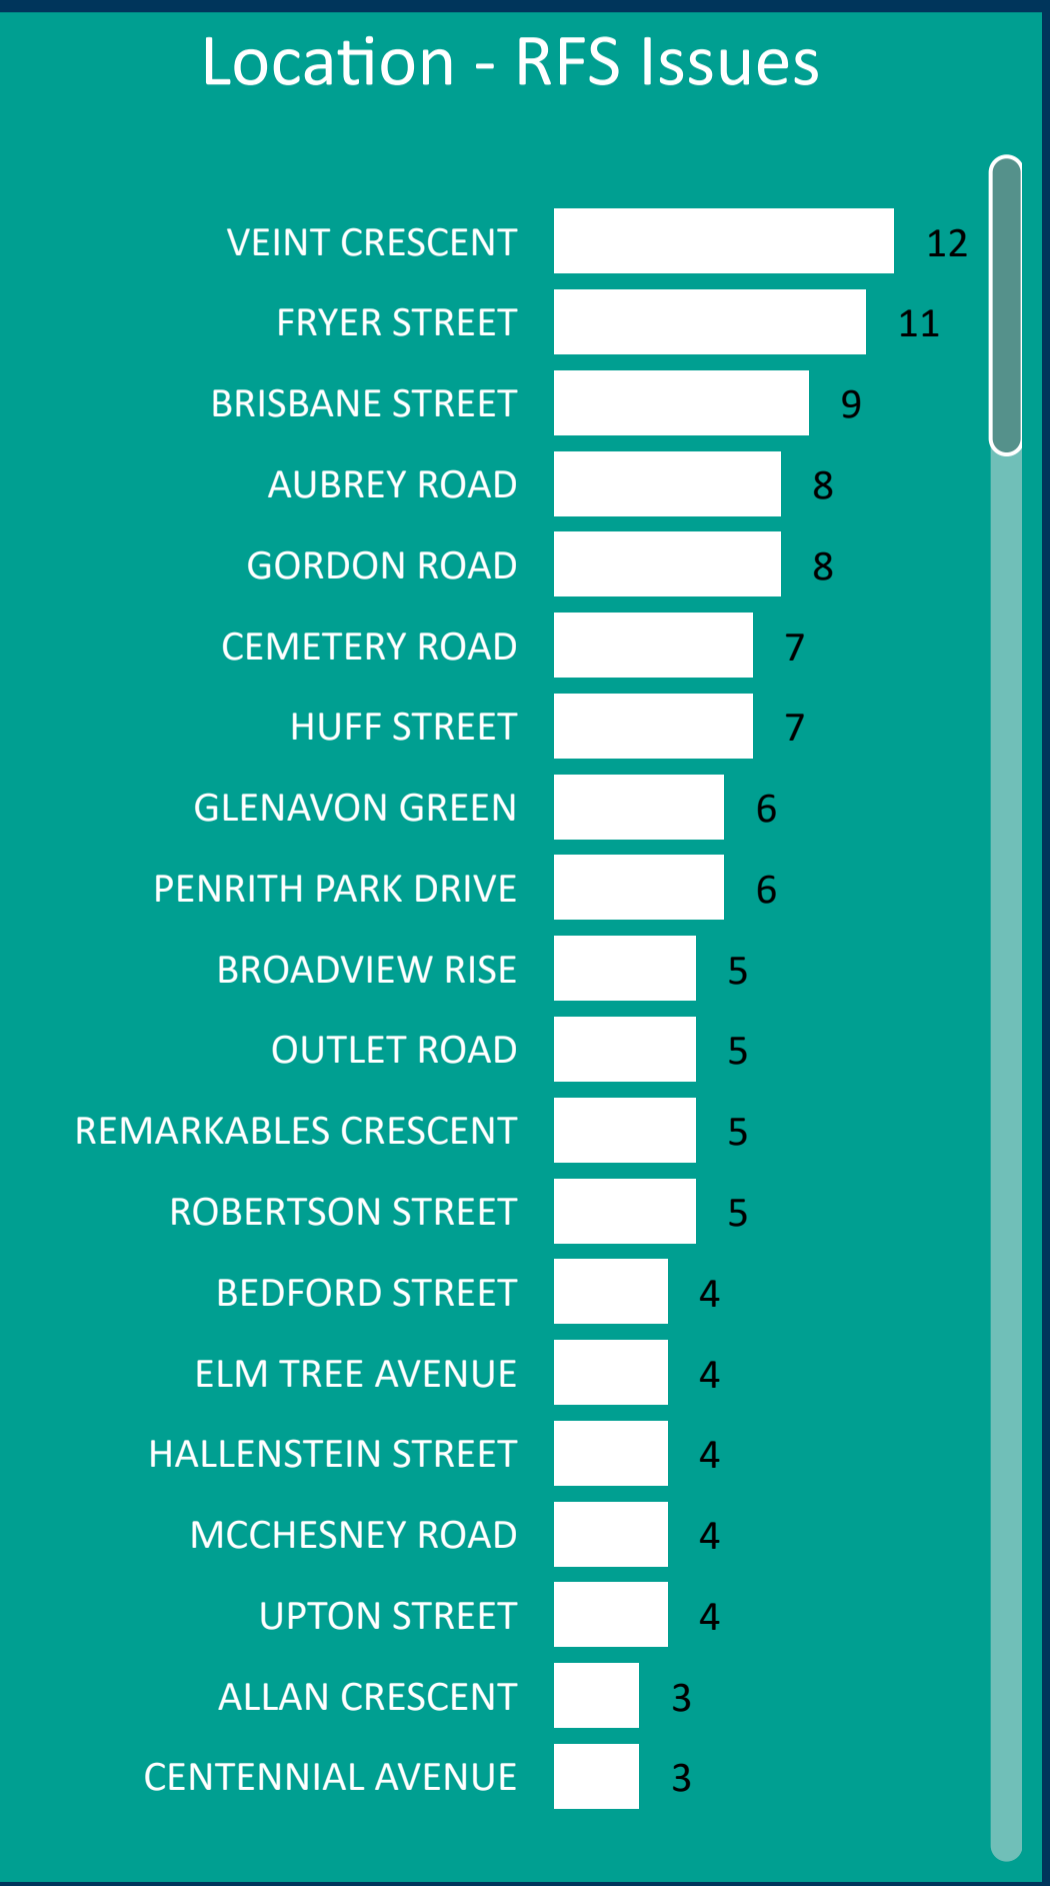 Location - RFS Issues
VEINT CRESCENT 12
FRYER STREET 11
BRISBANE STREET 9
AUBREY ROAD 8
GORDON ROAD 8
CEMETERY ROAD 7
HUFF STREET 7
GLENAVON GREEN 6
PENRITH PARK DRIVE 6
BROADVIEW RISE 5
OUTLET ROAD 5
REMARKABLES CRESCENT 5
ROBERTSON STREET 5
BEDFORD STREET 4
ELM TREE AVENUE 4
HALLENSTEIN STREET 4
MCCHESNEY ROAD 4
UPTON STREET 4
ALLAN CRESCENT 3
CENTENNIAL AVENUE 3